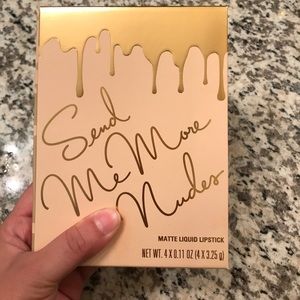 Send
Me More
Nudes
MATTE LIQUID LIPSTICK
NET WT. 4 X 0.11 OZ (4 X 3.25 g)